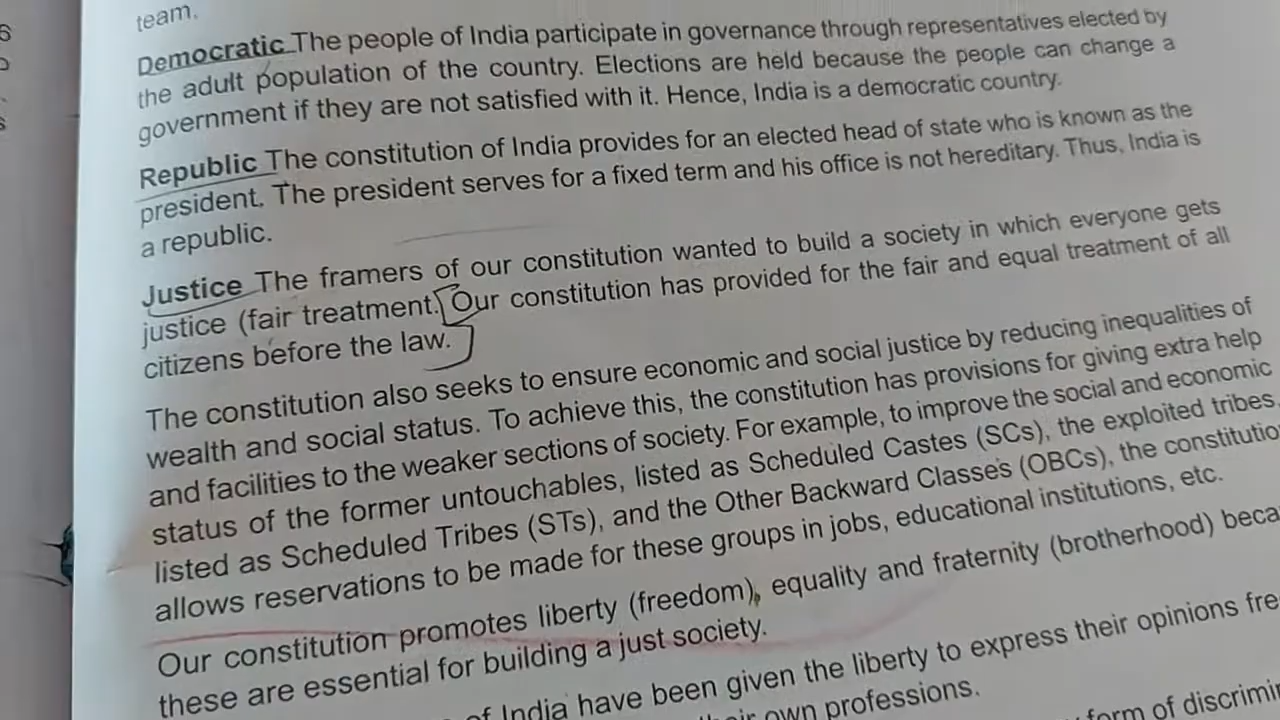 team.
Democratic The people of India participate in governance through representatives elected by
the adult population of the country. Elections are held because the people can change a
government if they are not satisfied with it. Hence, India is a democratic country.
Republic The constitution of India provides for an elected head of state who is known as the
president. The president serves for a fixed term and his office is not hereditary. Thus, India is
a republic.
Justice The framers of our constitution wanted to build a society in which everyone gets
justice (fair treatment. Our constitution has provided for the fair and equal treatment of all
citizens before the law.
The constitution also seeks to ensure economic and social justice by reducing inequalities of
wealth and social status. To achieve this, the constitution has provisions for giving extra help
and facilities to the weaker sections of society. For example, to improve the social and economic
status of the former untouchables, listed as Scheduled Castes (SCs), the exploited tribes,
listed as Scheduled Tribes (STs), and the Other Backward Classes (OBCs), the constitutio
allows reservations to be made for these groups in jobs, educational institutions, etc.
Our constitution promotes liberty (freedom), equality and fraternity (brotherhood) beca
these are essential for building a just society.
of India have been given the liberty to express their opinions fre
own professions.
form of discrimi